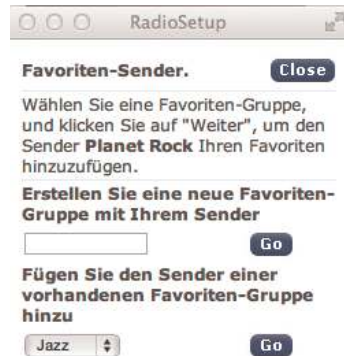 RadioSetup
Favoriten-Sender. Close
Wählen Sie eine Favoriten-Gruppe,
und klicken Sie auf "Weiter", um den
Sender Planet Rock Ihren Favoriten
hinzuzufügen.
Erstellen Sie eine neue Favoriten-
Gruppe mit Ihrem Sender
Go
Fügen Sie den Sender einer
vorhandenen Favoriten-Gruppe
hinzu
Jazz Go